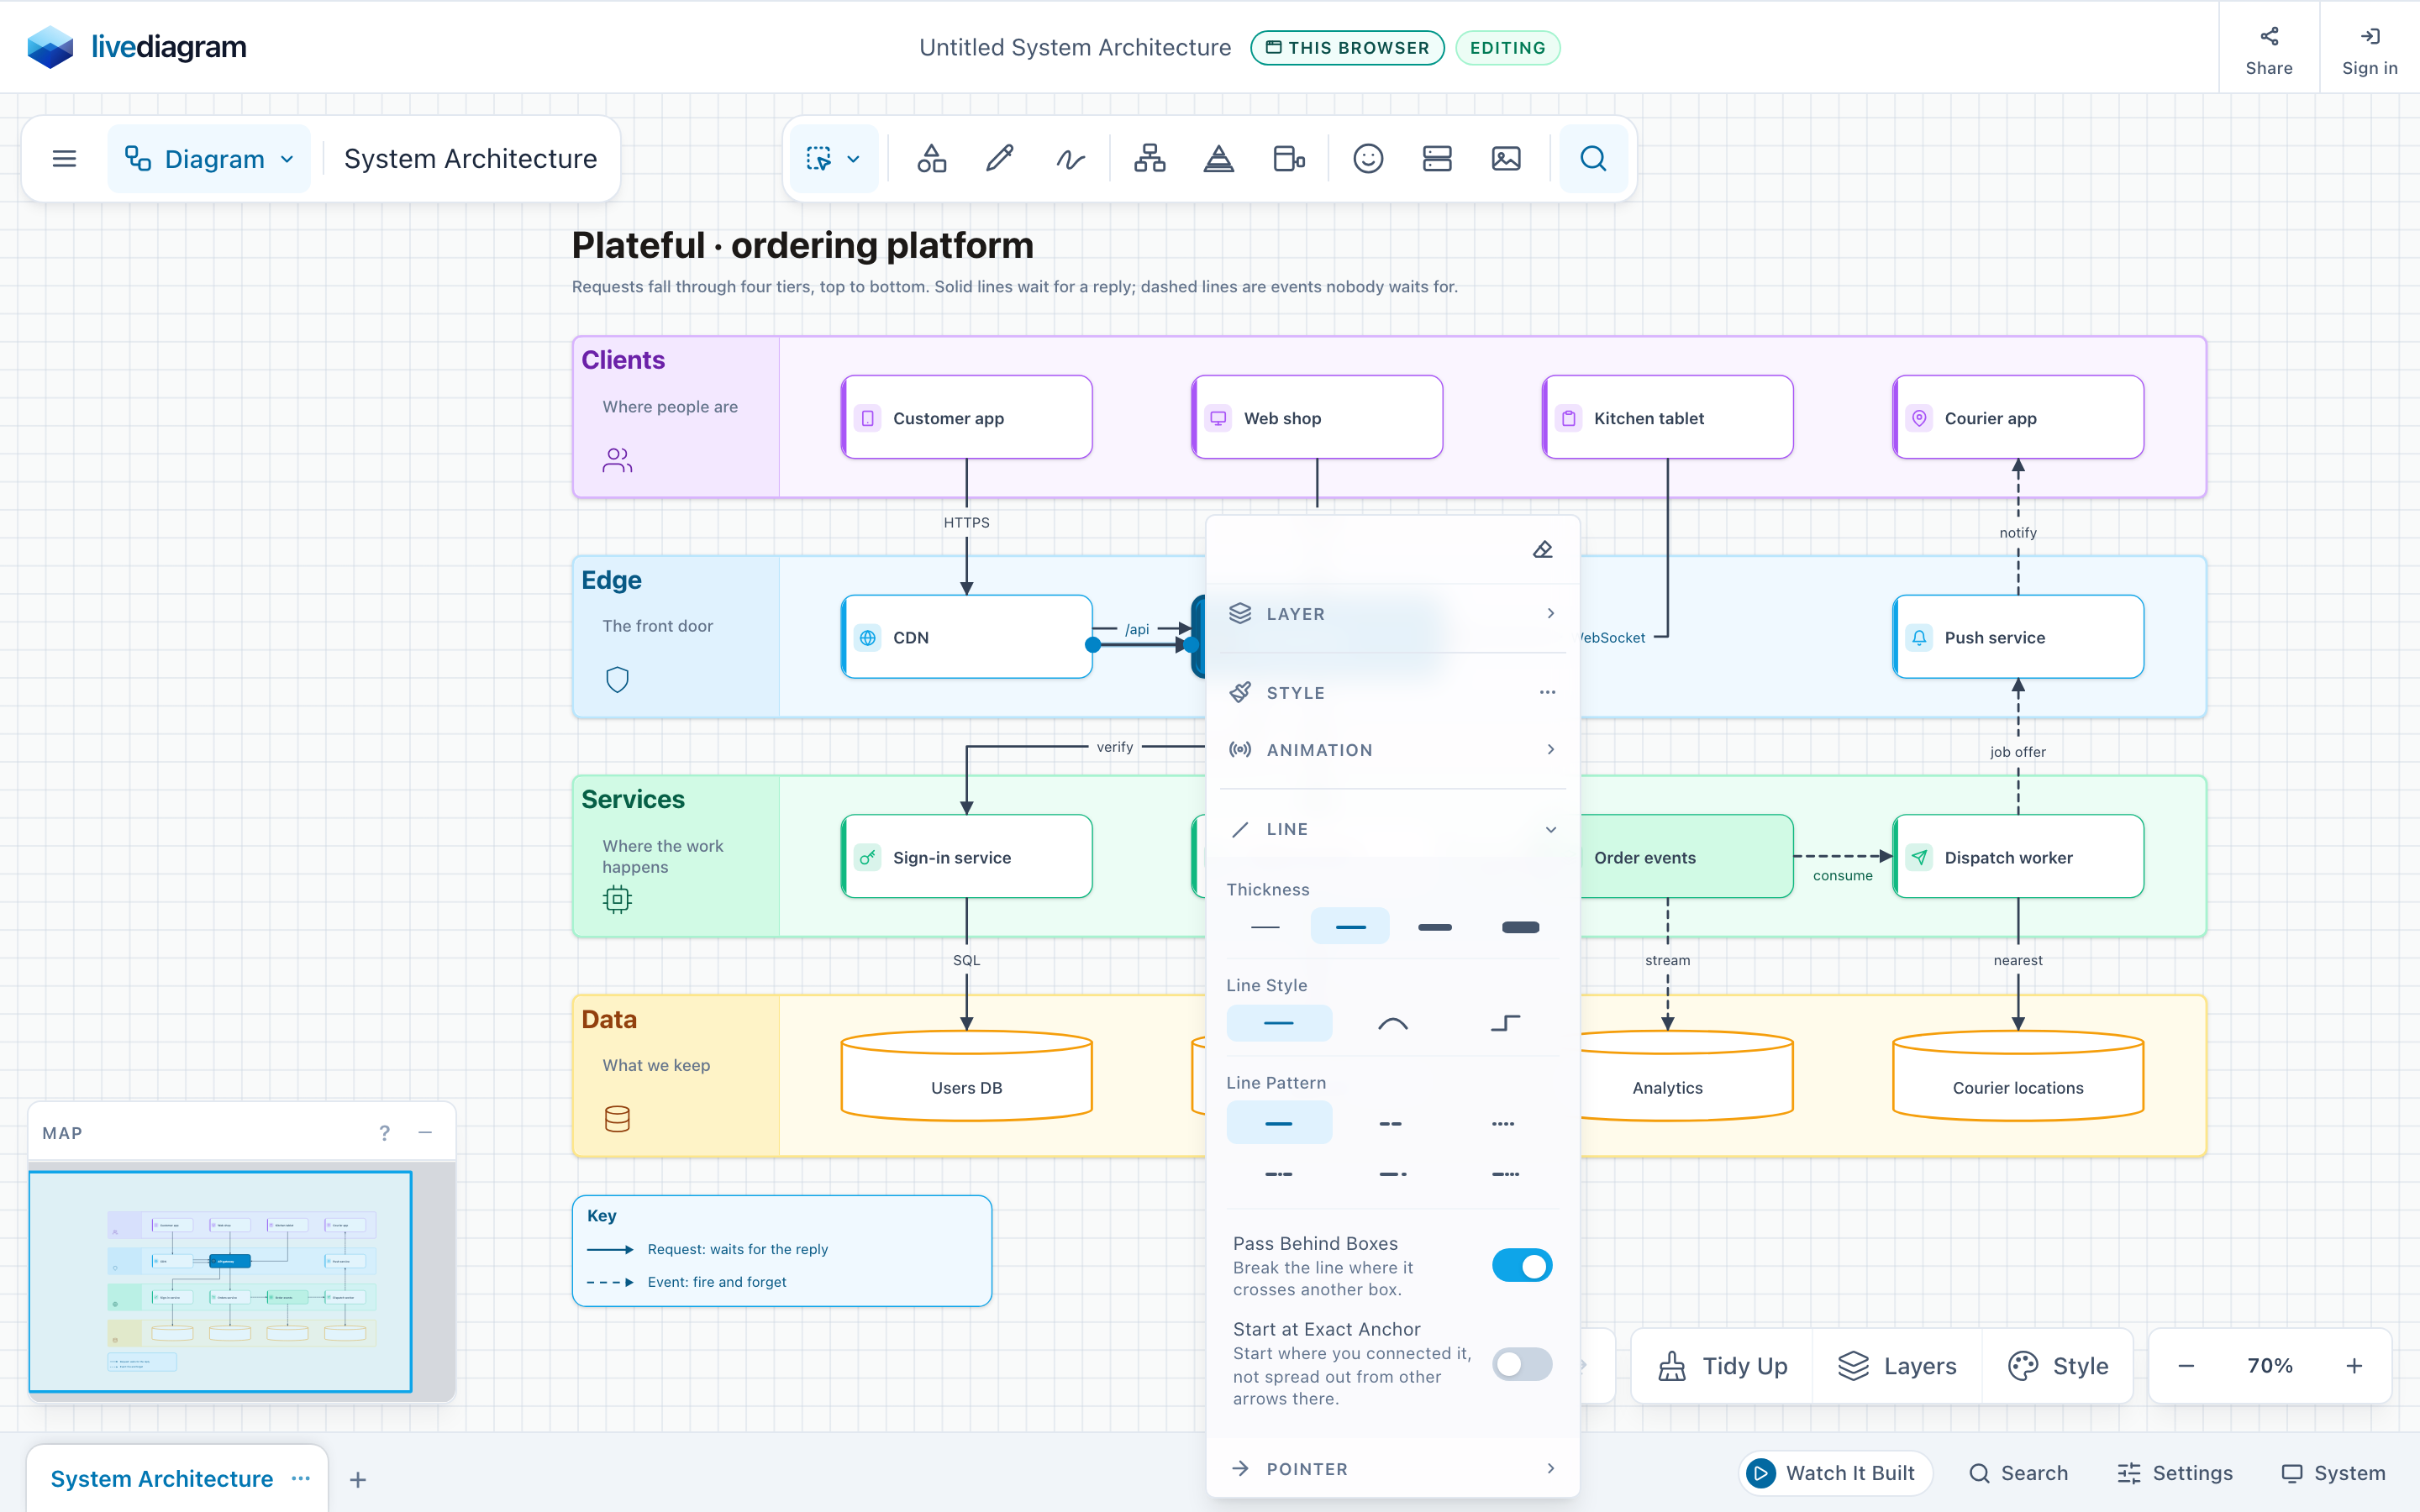 livediagram
Untitled System Architecture
THIS BROWSER
EDITING
Share
Sign in
Diagram
System Architecture
Plateful · ordering platform
Requests fall through four tiers, top to bottom. Solid lines wait for a reply; dashed lines are events nobody waits for.
Clients
Where people are
Customer app
Web shop
Kitchen tablet
Courier app
HTTPS
notify
Edge
The front door
CDN
/api
ebSocket
Push service
verify
job offer
Services
Where the work
happens
Sign-in service
Order events
consume
Dispatch worker
SQL
stream
nearest
Data
What we keep
Users DB
Analytics
Courier locations
LAYER
STYLE
ANIMATION
LINE
Thickness
Line Style
Line Pattern
Pass Behind Boxes
Break the line where it
crosses another box.
Start at Exact Anchor
Start where you connected it,
not spread out from other
arrows there.
POINTER
MAP
?
Key
Request: waits for the reply
Event: fire and forget
Tidy Up
Layers
Style
70%
System Architecture
Watch It Built
Search
Settings
System